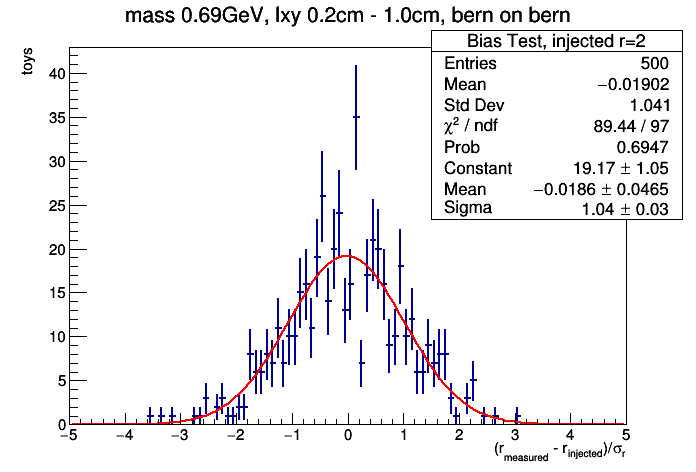 mass 0.69GeV, lxy 0.2cm - 1.0cm, bern on bern
toys
Bias Test, injected r=2
Entries 500
Mean −0.01902
Std Dev 1.041
χ² / ndf 89.44 / 97
Prob 0.6947
Constant 19.17 ± 1.05
Mean −0.0186 ± 0.0465
Sigma 1.04 ± 0.03
40
35
30
25
20
15
10
5
0
−5 −4 −3 −2 −1 0 1 2 3 4 5
(r_measured - r_injected)/σ_r